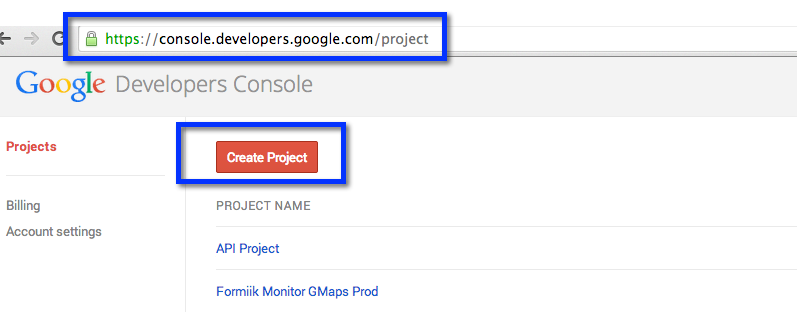 https://console.developers.google.com/project
Google Developers Console
Projects
Create Project
Billing
PROJECT NAME
Account settings
API Project
Formiik Monitor GMaps Prod